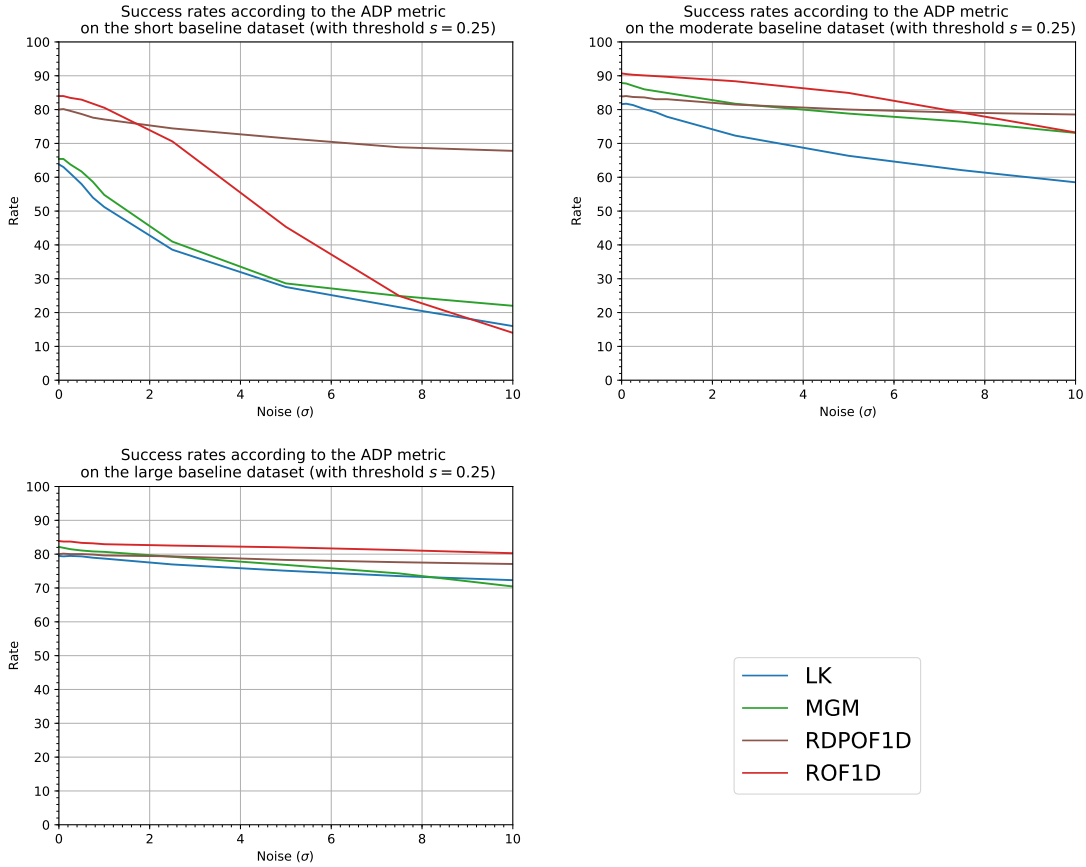 Success rates according to the ADP metric
on the short baseline dataset (with threshold s = 0.25)
100
90
80
70
60
50
40
30
20
10
0
Rate
0 2 4 6 8 10
Noise (σ)
Success rates according to the ADP metric
on the moderate baseline dataset (with threshold s = 0.25)
100
90
80
70
60
50
40
30
20
10
0
Rate
0 2 4 6 8 10
Noise (σ)
Success rates according to the ADP metric
on the large baseline dataset (with threshold s = 0.25)
100
90
80
70
60
50
40
30
20
10
0
Rate
0 2 4 6 8 10
Noise (σ)
LK
MGM
RDPOF1D
ROF1D